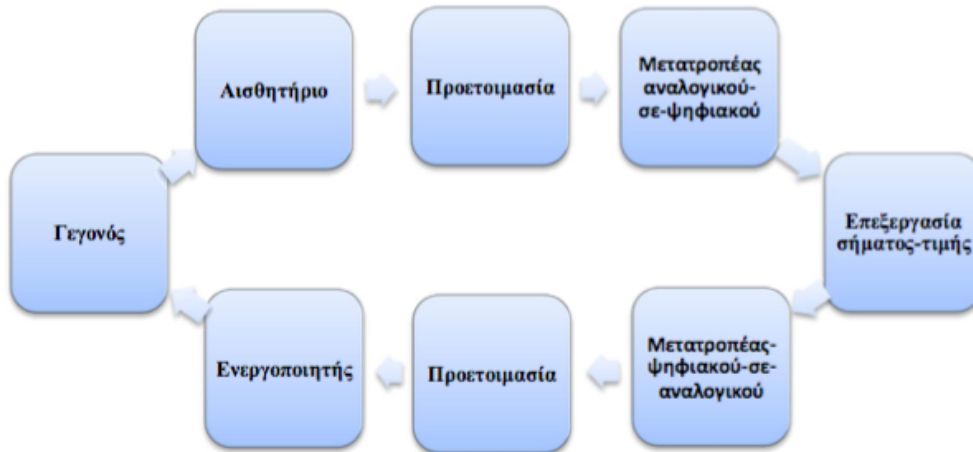 Αισθητήριο
Προετοιμασία
Μετατροπέας
αναλογικού-
σε-ψηφιακού
Γεγονός
Επεξεργασία
σήματος-τιμής
Ενεργοποιητής
Προετοιμασία
Μετατροπέας-
ψηφιακού-σε-
αναλογικού